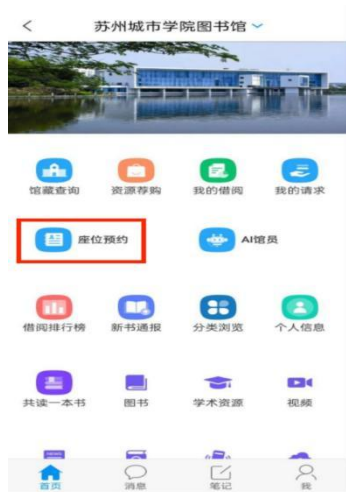 苏州城市学院图书馆
馆藏查询 资源荐购 我的借阅 我的请求
座位预约 AI馆员
借阅排行榜 新书通报 分类浏览 个人信息
共读一本书 图书 学术资源 视频
首页 消息 笔记 我